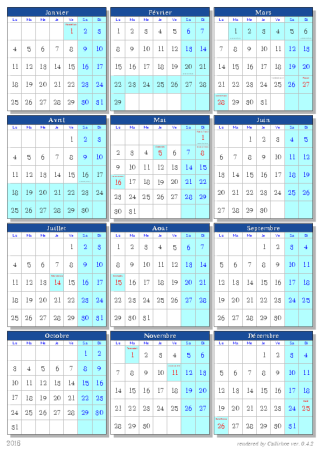 Janvier
Lu Ma Me Je Ve Sa Di
1 2 3
4 5 6 7 8 9 10
11 12 13 14 15 16 17
18 19 20 21 22 23 24
25 26 27 28 29 30 31
Février
Lu Ma Me Je Ve Sa Di
1 2 3 4 5 6 7
8 9 10 11 12 13 14
15 16 17 18 19 20 21
22 23 24 25 26 27 28
29
Mars
Lu Ma Me Je Ve Sa Di
1 2 3 4 5 6
7 8 9 10 11 12 13
14 15 16 17 18 19 20
21 22 23 24 25 26 27
28 29 30 31
Avril
Lu Ma Me Je Ve Sa Di
1 2 3
4 5 6 7 8 9 10
11 12 13 14 15 16 17
18 19 20 21 22 23 24
25 26 27 28 29 30
Mai
Lu Ma Me Je Ve Sa Di
1
2 3 4 5 6 7 8
9 10 11 12 13 14 15
16 17 18 19 20 21 22
23 24 25 26 27 28 29
30 31
Juin
Lu Ma Me Je Ve Sa Di
1 2 3 4 5
6 7 8 9 10 11 12
13 14 15 16 17 18 19
20 21 22 23 24 25 26
27 28 29 30
Juillet
Lu Ma Me Je Ve Sa Di
1 2 3
4 5 6 7 8 9 10
11 12 13 14 15 16 17
18 19 20 21 22 23 24
25 26 27 28 29 30 31
Aout
Lu Ma Me Je Ve Sa Di
1 2 3 4 5 6 7
8 9 10 11 12 13 14
15 16 17 18 19 20 21
22 23 24 25 26 27 28
29 30 31
Septembre
Lu Ma Me Je Ve Sa Di
1 2 3 4
5 6 7 8 9 10 11
12 13 14 15 16 17 18
19 20 21 22 23 24 25
26 27 28 29 30
Octobre
Lu Ma Me Je Ve Sa Di
1 2
3 4 5 6 7 8 9
10 11 12 13 14 15 16
17 18 19 20 21 22 23
24 25 26 27 28 29 30
31
Novembre
Lu Ma Me Je Ve Sa Di
1 2 3 4 5 6
7 8 9 10 11 12 13
14 15 16 17 18 19 20
21 22 23 24 25 26 27
28 29 30
Décembre
Lu Ma Me Je Ve Sa Di
1 2 3 4
5 6 7 8 9 10 11
12 13 14 15 16 17 18
19 20 21 22 23 24 25
26 27 28 29 30 31
2016
rendered by Calirine ver. 0.4.2